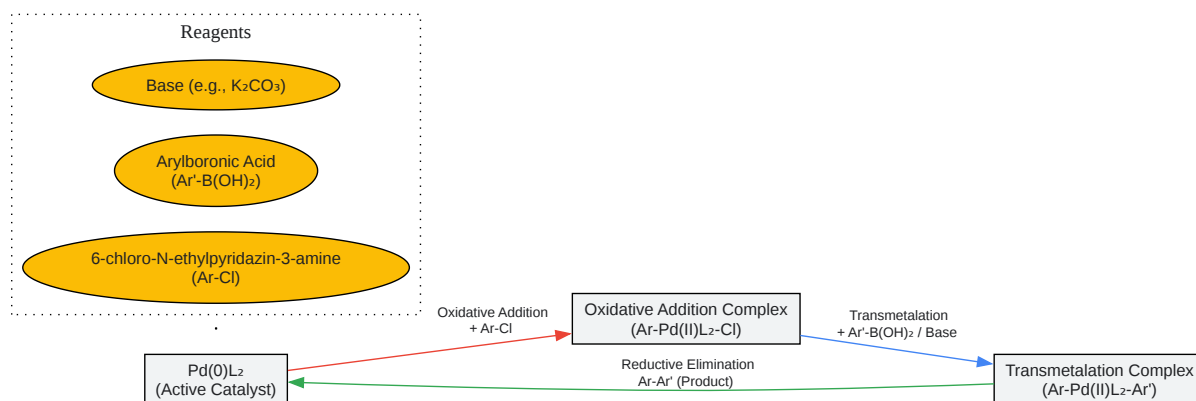 Reagents
Base (e.g., K₂CO₃)
Arylboronic Acid
(Ar'-B(OH)₂)
6-chloro-N-ethylpyridazin-3-amine
(Ar-Cl)
Oxidative Addition
+ Ar-Cl
Oxidative Addition Complex
(Ar-Pd(II)L₂-Cl)
Transmetalation
+ Ar'-B(OH)₂ / Base
Pd(0)L₂
(Active Catalyst)
Reductive Elimination
Ar-Ar' (Product)
Transmetalation Complex
(Ar-Pd(II)L₂-Ar')